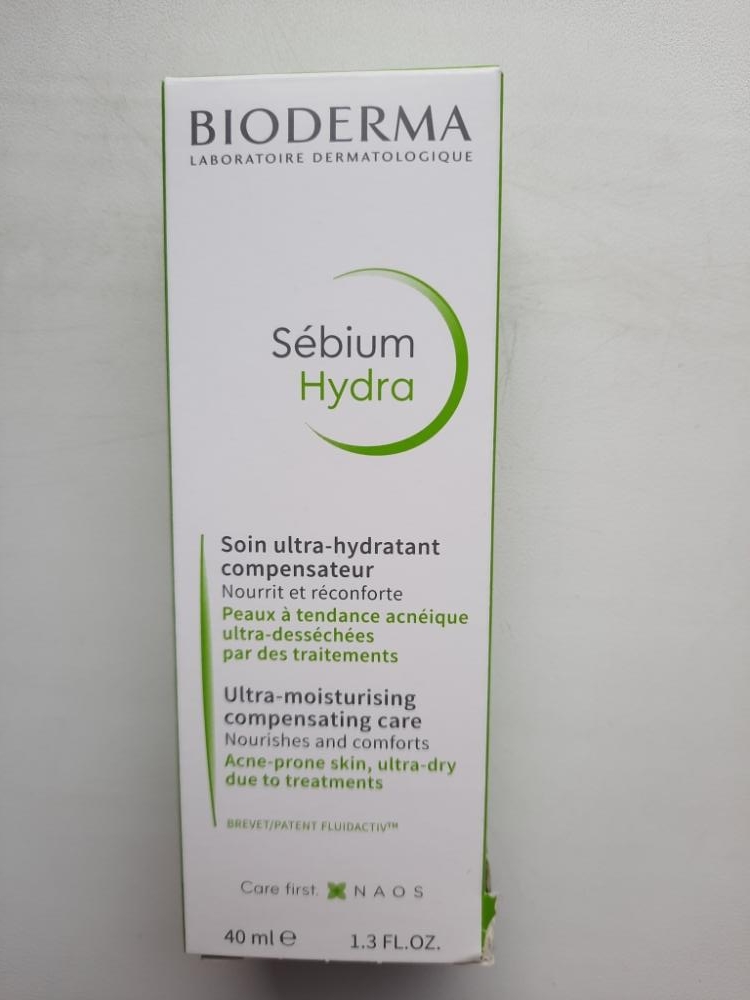 BIODERMA
LABORATOIRE DERMATOLOGIQUE
Sébium
Hydra
Soin ultra-hydratant
compensateur
Nourrit et réconforte
Peaux à tendance acnéique
ultra-desséchées
par des traitements
Ultra-moisturising
compensating care
Nourishes and comforts
Acne-prone skin, ultra-dry
due to treatments
BREVET/PATENT FLUIDACTIV™
Care first. NAOS
40 ml ℮ 1.3 FL.OZ.